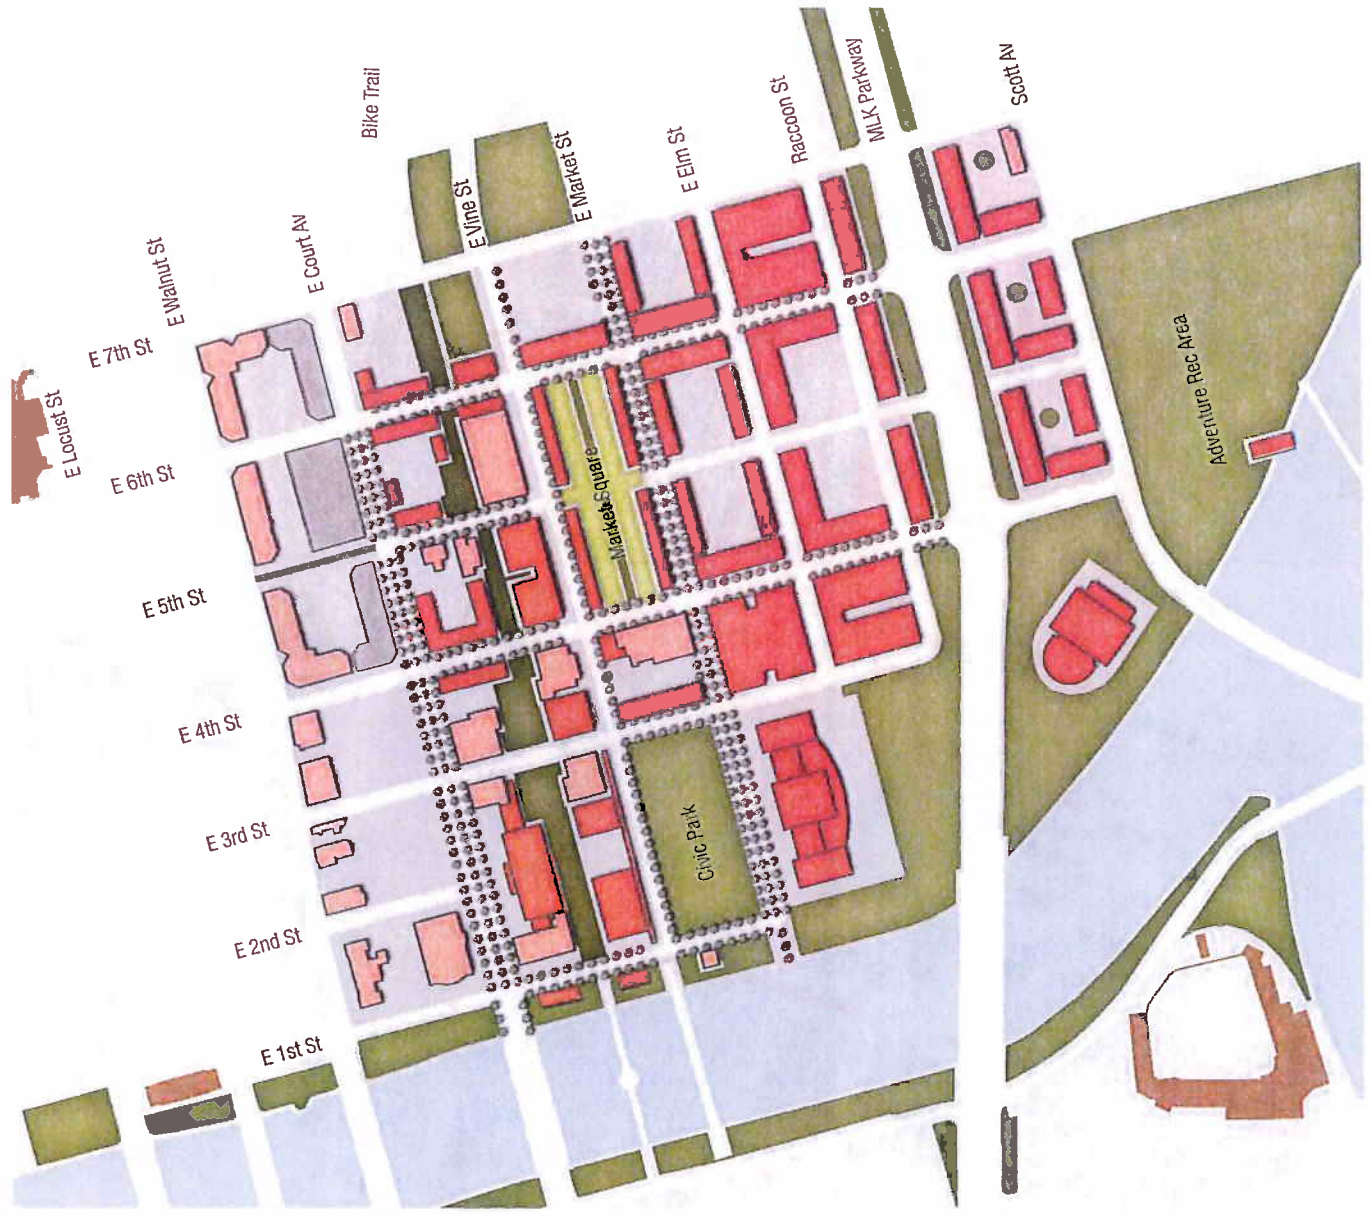 Bike Trail
MLK Parkway
Scott Av
Raccoon St
E Elm St
E Market St
E Vine St
E Court Av
E Walnut St
E 7th St
E Locust St
E 6th St
Adventure Rec Area
Market Square
E 5th St
E 4th St
E 3rd St
Civic Park
E 2nd St
E 1st St